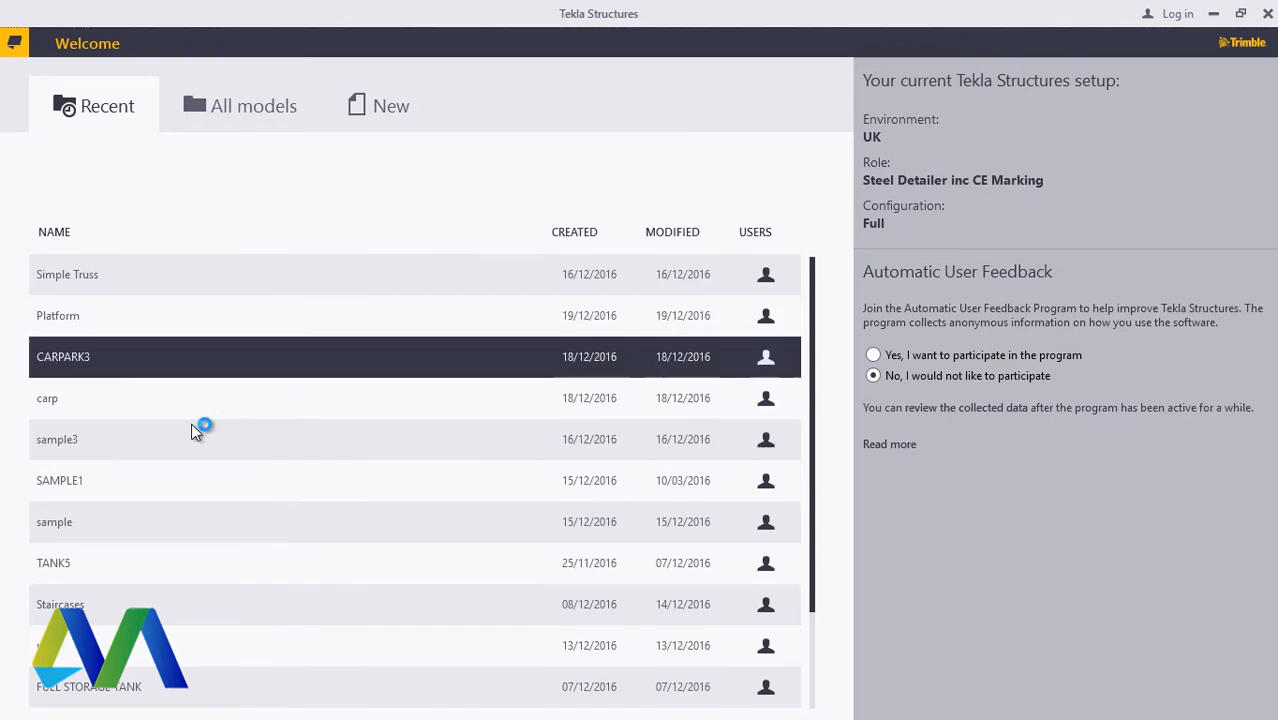 Tekla Structures
Log in
Welcome
Trimble
Recent
All models
New
NAME CREATED MODIFIED USERS
Simple Truss 16/12/2016 16/12/2016
Platform 19/12/2016 19/12/2016
CARPARK3 18/12/2016 18/12/2016
carp 18/12/2016 18/12/2016
sample3 16/12/2016 16/12/2016
SAMPLE1 15/12/2016 10/03/2016
sample 15/12/2016 15/12/2016
TANK5 25/11/2016 07/12/2016
Staircases 08/12/2016 14/12/2016
13/12/2016 13/12/2016
FULL STORAGE TANK 07/12/2016 07/12/2016
Your current Tekla Structures setup:
Environment:
UK
Role:
Steel Detailer inc CE Marking
Configuration:
Full
Automatic User Feedback
Join the Automatic User Feedback Program to help improve Tekla Structures. The
program collects anonymous information on how you use the software.
Yes, I want to participate in the program
No, I would not like to participate
You can review the collected data after the program has been active for a while.
Read more